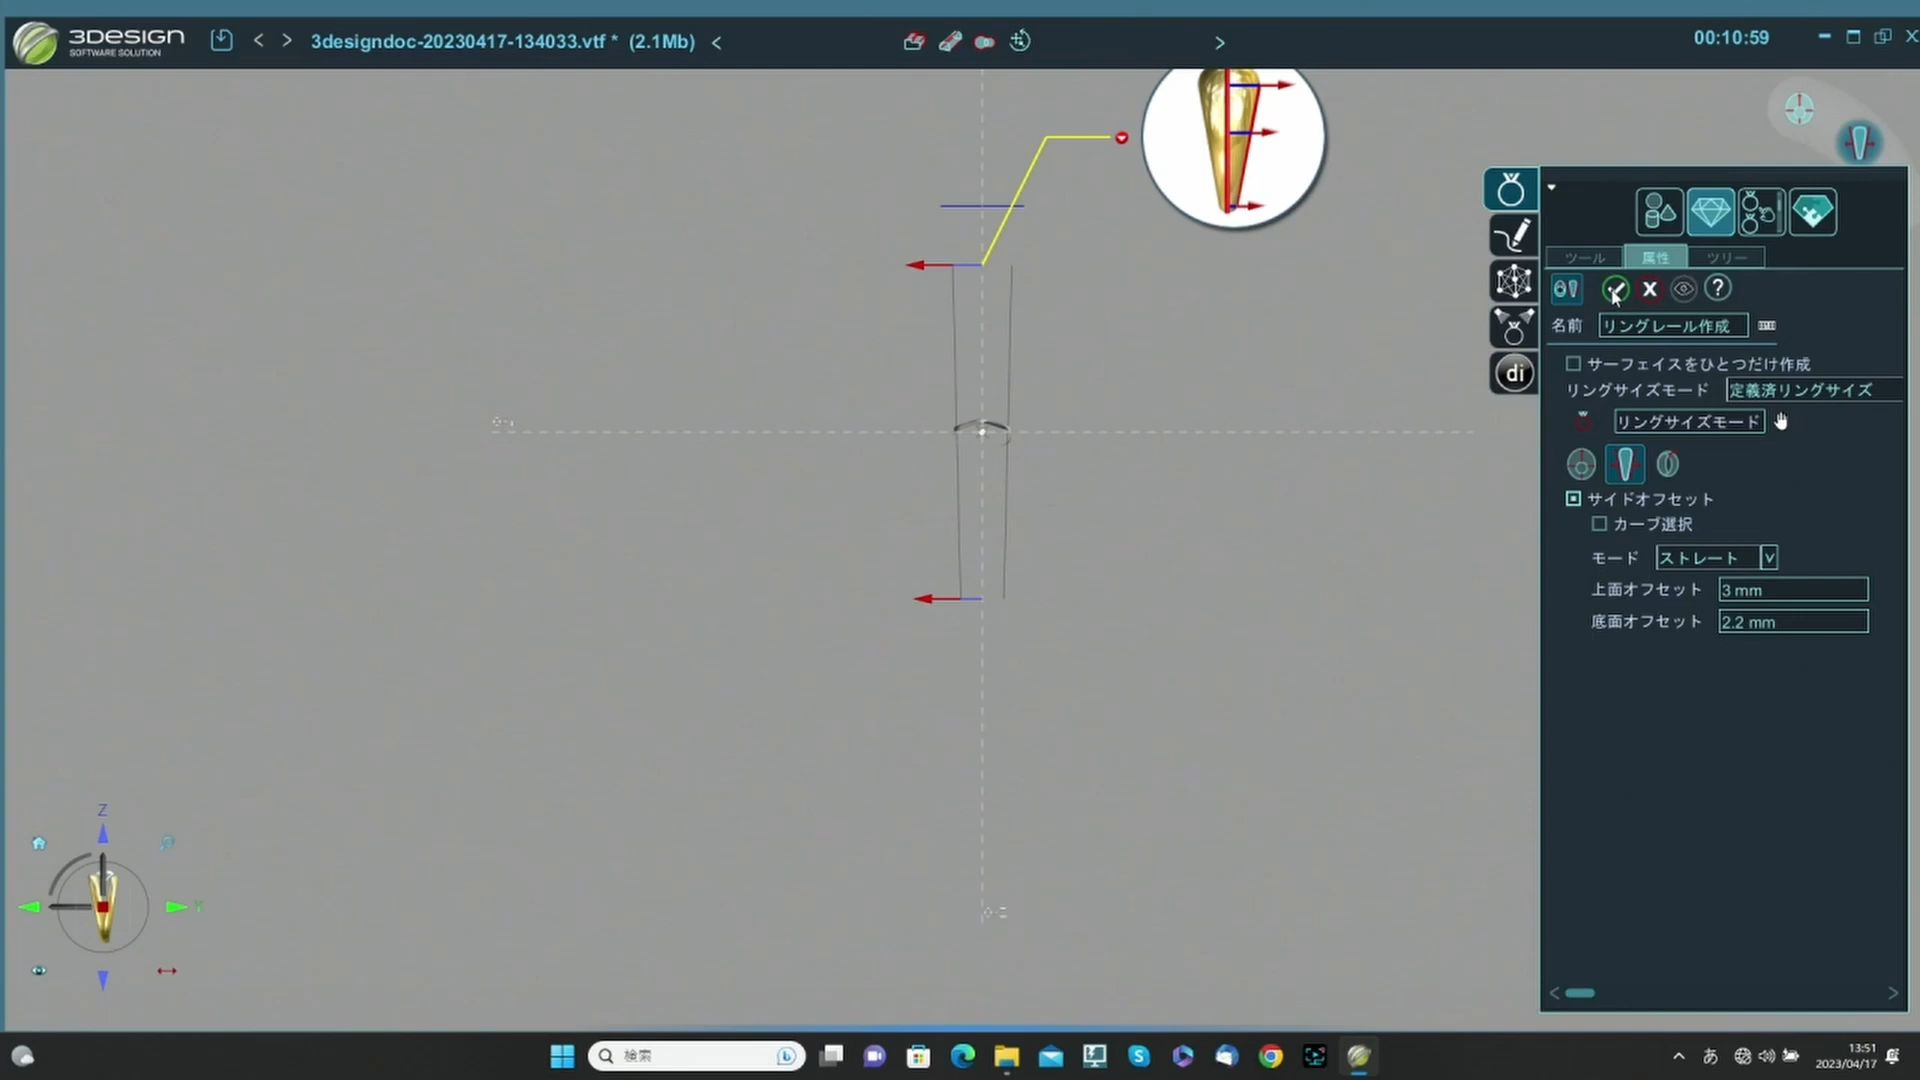 3DESIGN
SOFTWARE SOLUTION
3designdoc-20230417-134033.vtf * (2.1Mb)
00:10:59
ツール
属性
ツリー
名前
リングレール作成
サーフェイスをひとつだけ作成
リングサイズモード
定義済リングサイズ
リングサイズモード
di
サイドオフセット
カーブ選択
モード
ストレート
上面オフセット
3 mm
底面オフセット
2.2 mm
Z
Y
検索
あ
13:51
2023/04/17